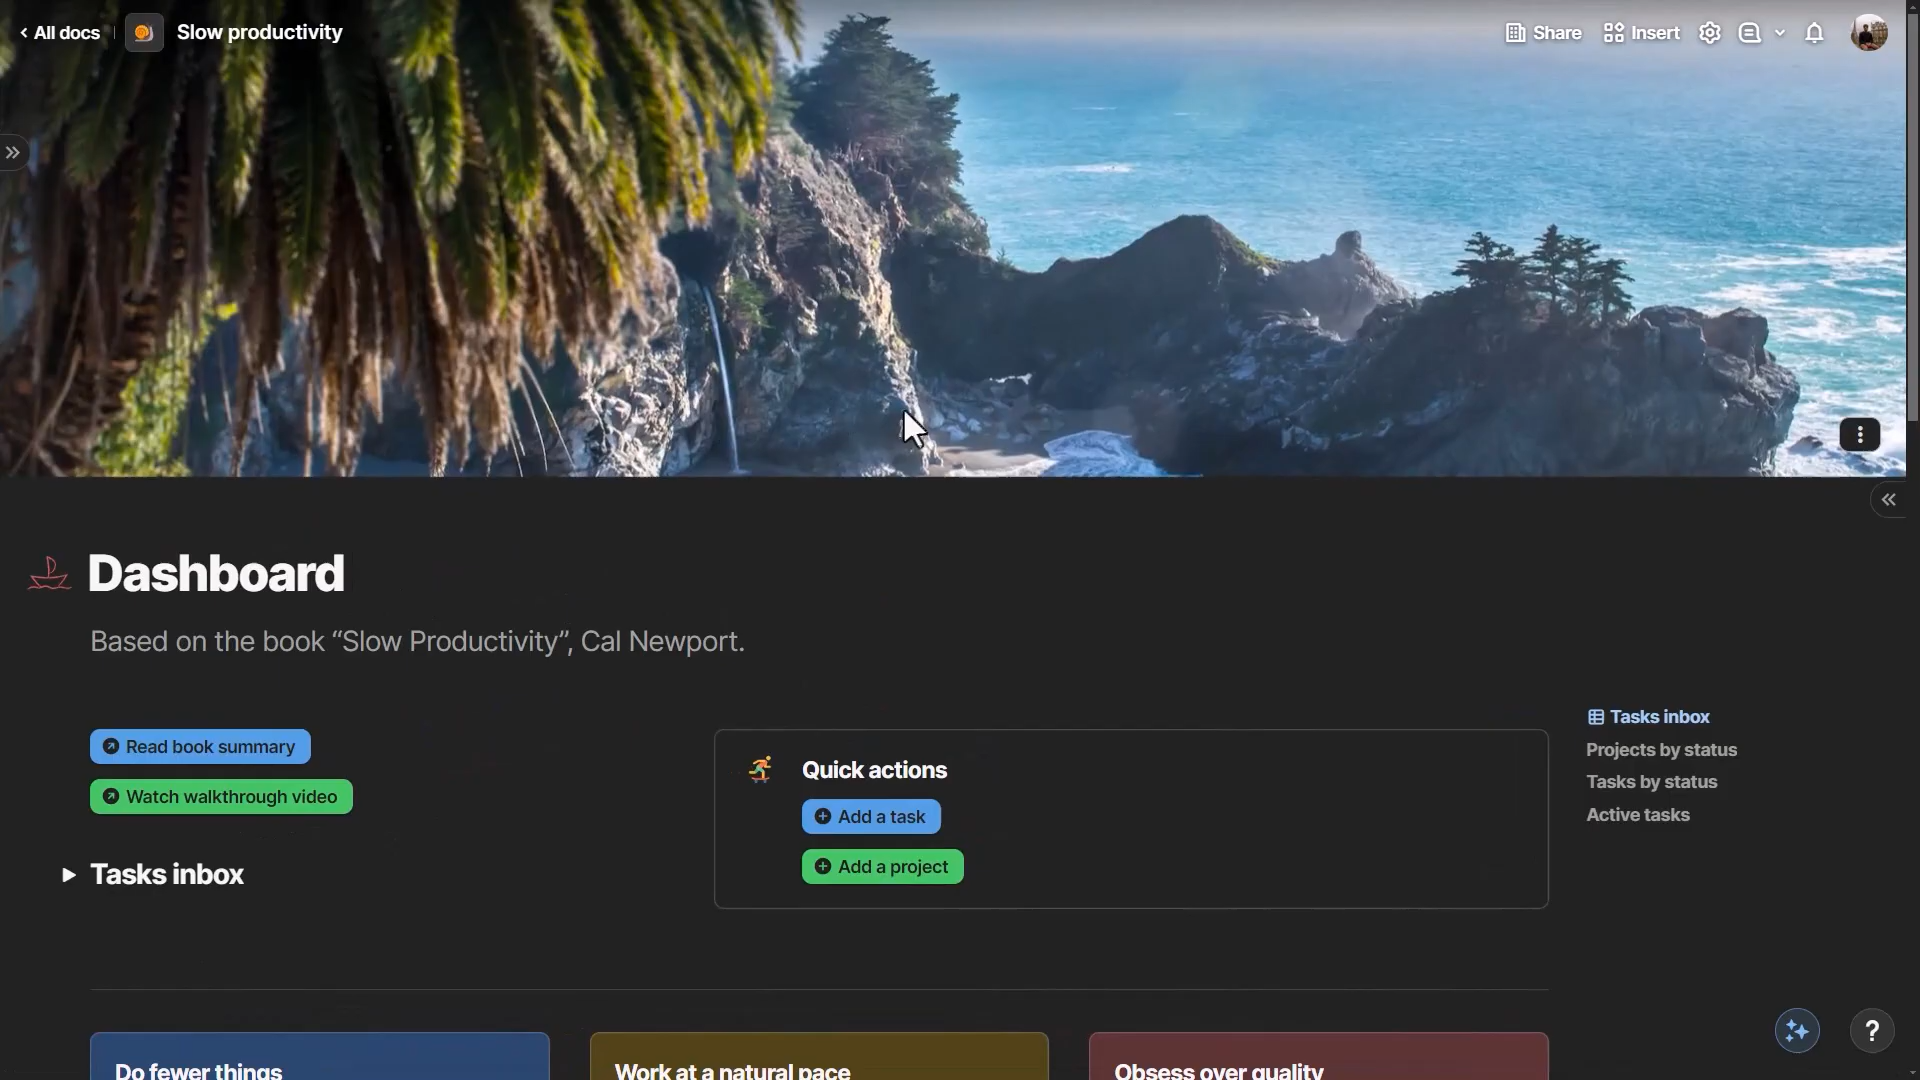 All docs
Slow productivity
Share
Insert
Dashboard
Based on the book “Slow Productivity”, Cal Newport.
Read book summary
Watch walkthrough video
Tasks inbox
Quick actions
Add a task
Add a project
Tasks inbox
Projects by status
Tasks by status
Active tasks
?
Do fewer things
Work at a natural pace
Obsess over quality